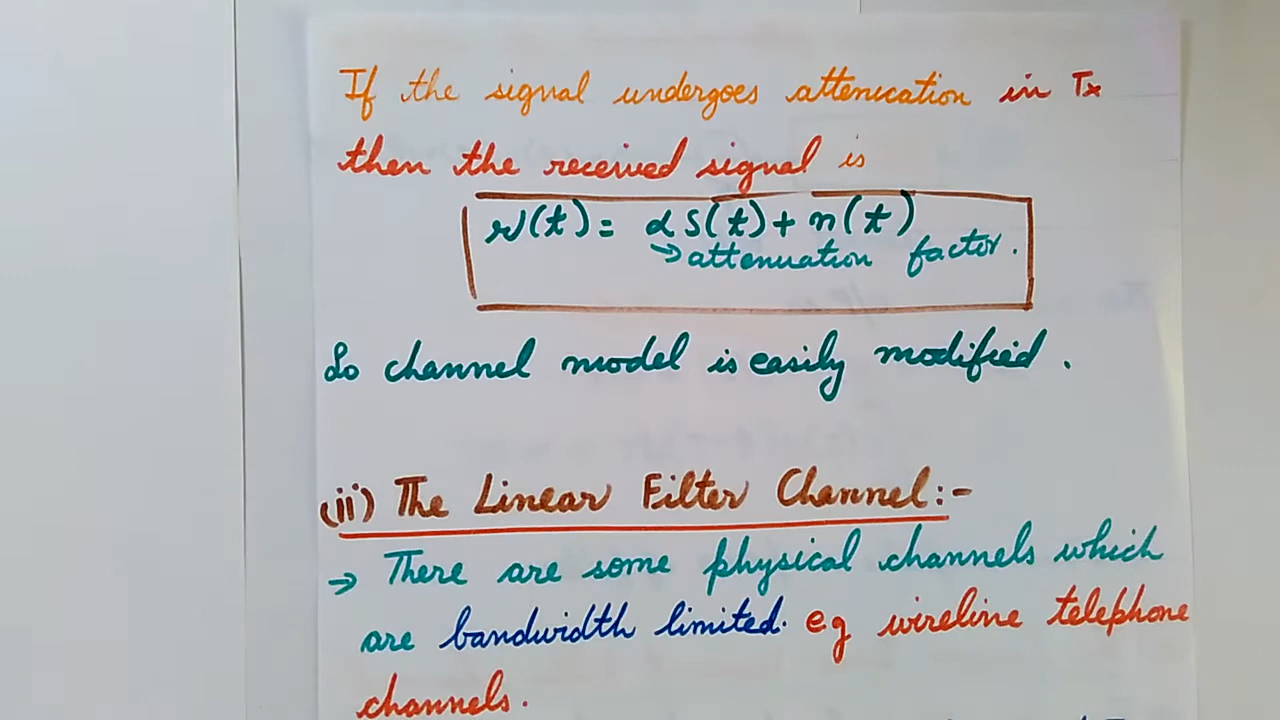 If the signal undergoes attenuation in Tx
then the received signal is
r(t) = α S(t) + n(t)
→ attenuation factor.
So channel model is easily modified.
(ii) The Linear Filter Channel:-
→ There are some physical channels which
are bandwidth limited. eg wireline telephone
channels.